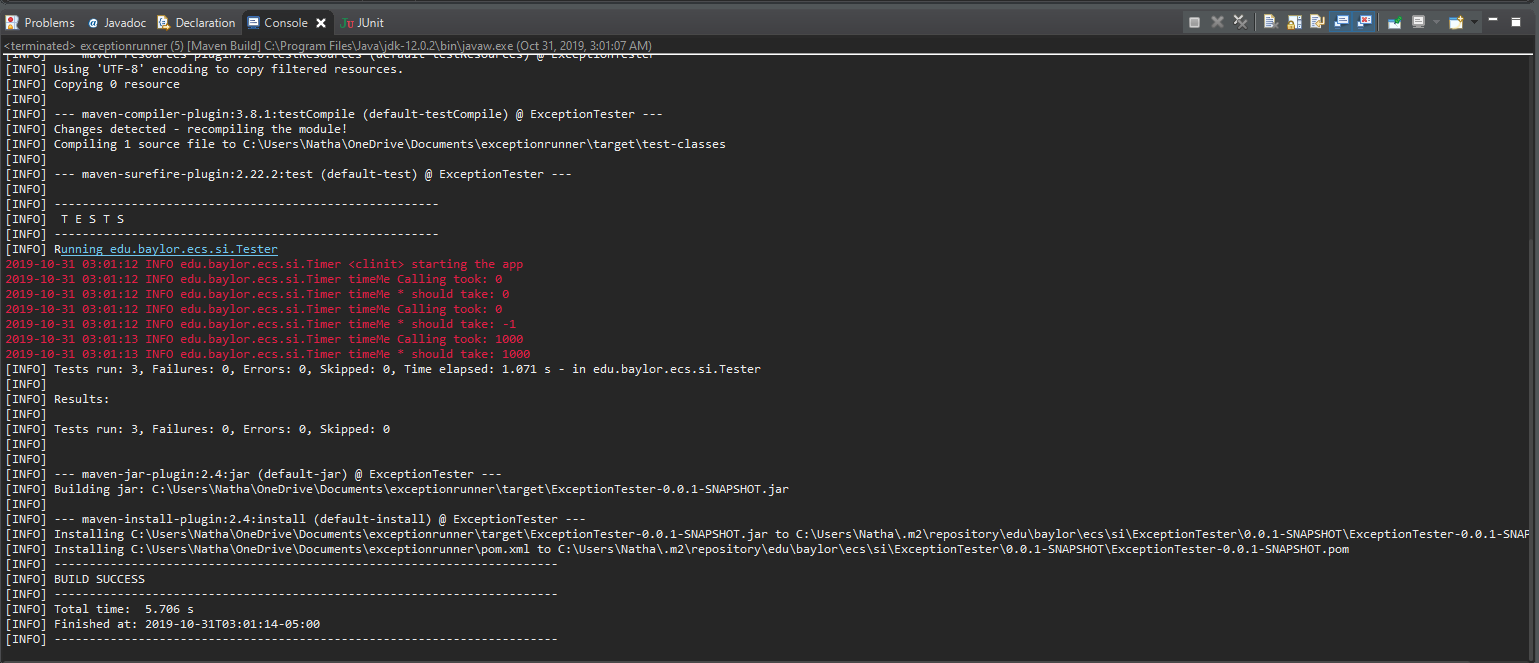 Problems @ Javadoc Declaration Console JUnit
<terminated> exceptionrunner (5) [Maven Build] C:\Program Files\Java\jdk-12.0.2\bin\javaw.exe (Oct 31, 2019, 3:01:07 AM)
[INFO] --- maven-resources-plugin:2.6:testResources (default-testResources) @ ExceptionTester ---
[INFO] Using 'UTF-8' encoding to copy filtered resources.
[INFO] Copying 0 resource
[INFO]
[INFO] --- maven-compiler-plugin:3.8.1:testCompile (default-testCompile) @ ExceptionTester ---
[INFO] Changes detected - recompiling the module!
[INFO] Compiling 1 source file to C:\Users\Natha\OneDrive\Documents\exceptionrunner\target\test-classes
[INFO]
[INFO] --- maven-surefire-plugin:2.22.2:test (default-test) @ ExceptionTester ---
[INFO]
[INFO] -------------------------------------------------------
[INFO]  T E S T S
[INFO] -------------------------------------------------------
[INFO] Running edu.baylor.ecs.si.Tester
2019-10-31 03:01:12 INFO edu.baylor.ecs.si.Timer <clinit> starting the app
2019-10-31 03:01:12 INFO edu.baylor.ecs.si.Timer timeMe Calling took: 0
2019-10-31 03:01:12 INFO edu.baylor.ecs.si.Timer timeMe * should take: 0
2019-10-31 03:01:12 INFO edu.baylor.ecs.si.Timer timeMe Calling took: 0
2019-10-31 03:01:12 INFO edu.baylor.ecs.si.Timer timeMe * should take: -1
2019-10-31 03:01:13 INFO edu.baylor.ecs.si.Timer timeMe Calling took: 1000
2019-10-31 03:01:13 INFO edu.baylor.ecs.si.Timer timeMe * should take: 1000
[INFO] Tests run: 3, Failures: 0, Errors: 0, Skipped: 0, Time elapsed: 1.071 s - in edu.baylor.ecs.si.Tester
[INFO]
[INFO] Results:
[INFO]
[INFO] Tests run: 3, Failures: 0, Errors: 0, Skipped: 0
[INFO]
[INFO]
[INFO] --- maven-jar-plugin:2.4:jar (default-jar) @ ExceptionTester ---
[INFO] Building jar: C:\Users\Natha\OneDrive\Documents\exceptionrunner\target\ExceptionTester-0.0.1-SNAPSHOT.jar
[INFO]
[INFO] --- maven-install-plugin:2.4:install (default-install) @ ExceptionTester ---
[INFO] Installing C:\Users\Natha\OneDrive\Documents\exceptionrunner\target\ExceptionTester-0.0.1-SNAPSHOT.jar to C:\Users\Natha\.m2\repository\edu\baylor\ecs\si\ExceptionTester\0.0.1-SNAPSHOT\ExceptionTester-0.0.1-SNAP
[INFO] Installing C:\Users\Natha\OneDrive\Documents\exceptionrunner\pom.xml to C:\Users\Natha\.m2\repository\edu\baylor\ecs\si\ExceptionTester\0.0.1-SNAPSHOT\ExceptionTester-0.0.1-SNAPSHOT.pom
[INFO] ------------------------------------------------------------------------
[INFO] BUILD SUCCESS
[INFO] ------------------------------------------------------------------------
[INFO] Total time:  5.706 s
[INFO] Finished at: 2019-10-31T03:01:14-05:00
[INFO] ------------------------------------------------------------------------